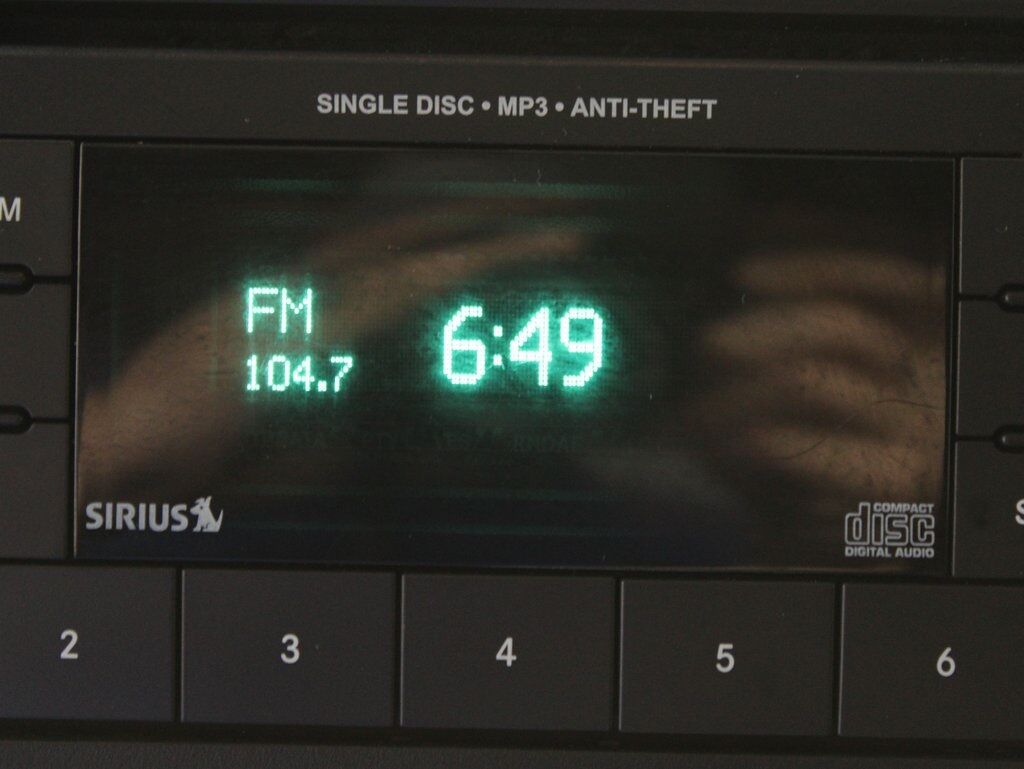 SINGLE DISC • MP3 • ANTI-THEFT
M
FM
104.7
6:49
SIRIUS
COMPACT
disc
DIGITAL AUDIO
S
2
3
4
5
6